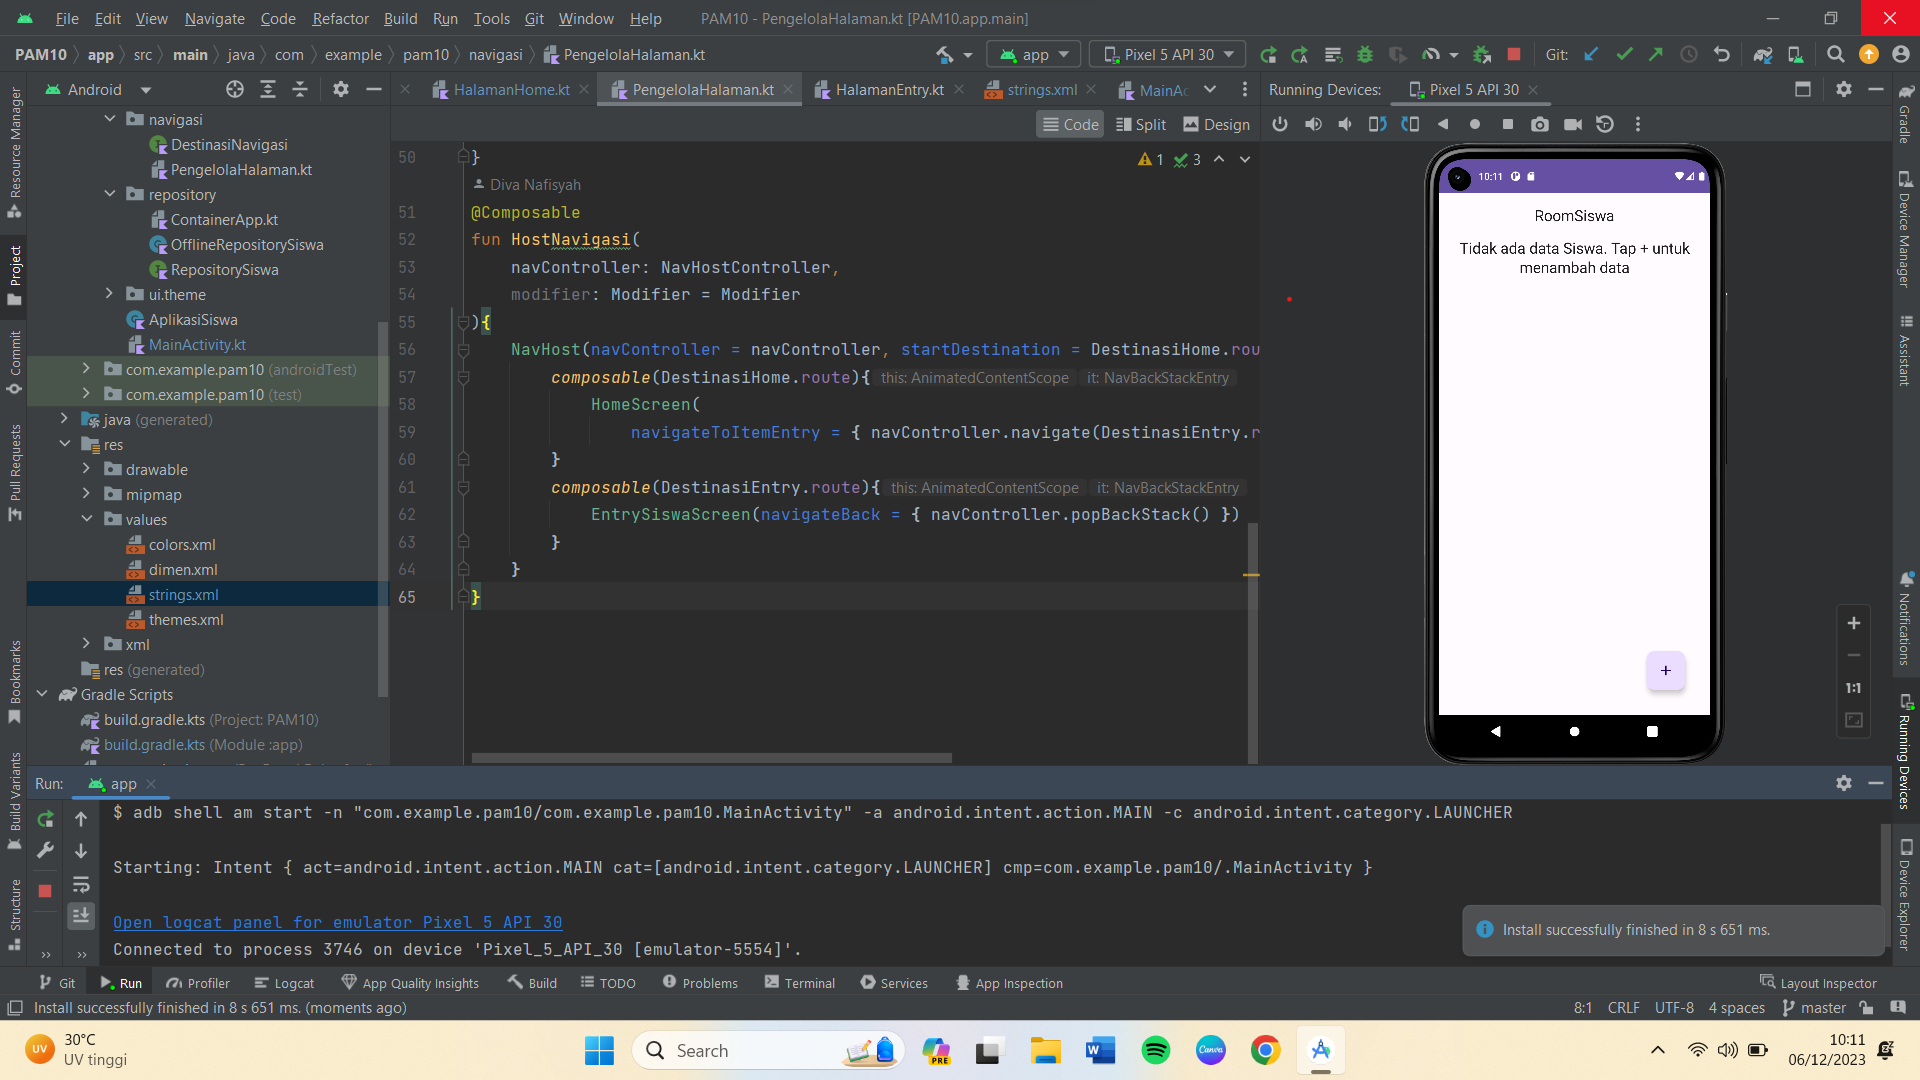 File Edit View Navigate Code Refactor Build Run Tools Git Window Help PAM10 - PengelolaHalaman.kt [PAM10.app.main]
PAM10 app src main java com example pam10 navigasi PengelolaHalaman.kt app Pixel 5 API 30 Git:
Android HalamanHome.kt PengelolaHalaman.kt HalamanEntry.kt strings.xml MainAc Running Devices: Pixel 5 API 30
Code Split Design
Resource Manager
Project
Commit
Pull Requests
Bookmarks
Build Variants
Structure
navigasi
DestinasiNavigasi
PengelolaHalaman.kt
repository
ContainerApp.kt
OfflineRepositorySiswa
RepositorySiswa
ui.theme
AplikasiSiswa
MainActivity.kt
com.example.pam10 (androidTest)
com.example.pam10 (test)
java (generated)
res
drawable
mipmap
values
colors.xml
dimen.xml
strings.xml
themes.xml
xml
res (generated)
Gradle Scripts
build.gradle.kts (Project: PAM10)
build.gradle.kts (Module :app)
1 3
50 }
Diva Nafisyah
51 @Composable
52 fun HostNavigasi(
53 navController: NavHostController,
54 modifier: Modifier = Modifier
55 ){
56 NavHost(navController = navController, startDestination = DestinasiHome.rou
57 composable(DestinasiHome.route){ this: AnimatedContentScope it: NavBackStackEntry
58 HomeScreen(
59 navigateToItemEntry = { navController.navigate(DestinasiEntry.r
60 }
61 composable(DestinasiEntry.route){ this: AnimatedContentScope it: NavBackStackEntry
62 EntrySiswaScreen(navigateBack = { navController.popBackStack() })
63 }
64 }
65 }
10:11
RoomSiswa
Tidak ada data Siswa. Tap + untuk
menambah data
+
1:1
Gradle
Device Manager
Assistant
Notifications
Running Devices
Device Explorer
Run: app
$ adb shell am start -n "com.example.pam10/com.example.pam10.MainActivity" -a android.intent.action.MAIN -c android.intent.category.LAUNCHER
Starting: Intent { act=android.intent.action.MAIN cat=[android.intent.category.LAUNCHER] cmp=com.example.pam10/.MainActivity }
Open logcat panel for emulator Pixel 5 API 30
Connected to process 3746 on device 'Pixel_5_API_30 [emulator-5554]'.
Install successfully finished in 8 s 651 ms.
Git Run Profiler Logcat App Quality Insights Build TODO Problems Terminal Services App Inspection Layout Inspector
Install successfully finished in 8 s 651 ms. (moments ago) 8:1 CRLF UTF-8 4 spaces master
UV
30°C
UV tinggi
Search
PRE
Canva
10:11
06/12/2023